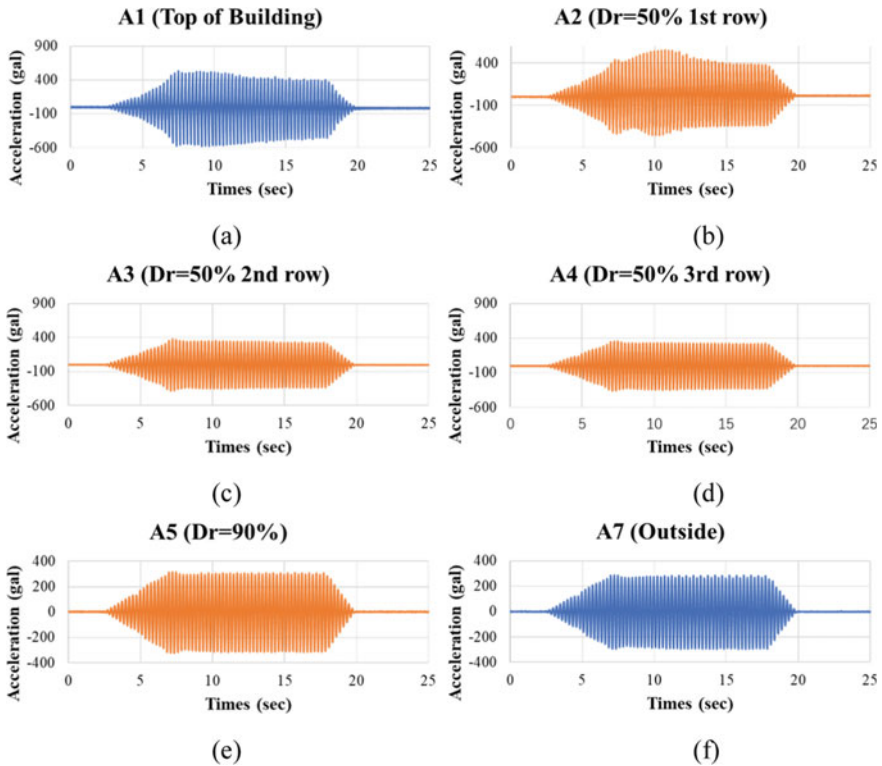 A1 (Top of Building)
Acceleration (gal)
900
400
-100
-600
0 5 10 15 20 25
Times (sec)
(a)
A2 (Dr=50% 1st row)
Acceleration (gal)
400
-100
-600
0 5 10 15 20 25
Times (sec)
(b)
A3 (Dr=50% 2nd row)
Acceleration (gal)
900
400
-100
-600
0 5 10 15 20 25
Times (sec)
(c)
A4 (Dr=50% 3rd row)
Acceleration (gal)
900
400
-100
-600
0 5 10 15 20 25
Times (sec)
(d)
A5 (Dr=90%)
Acceleration (gal)
400
200
0
-200
-400
0 5 10 15 20 25
Times (sec)
(e)
A7 (Outside)
Acceleration (gal)
400
200
0
-200
-400
0 5 10 15 20 25
Times (sec)
(f)